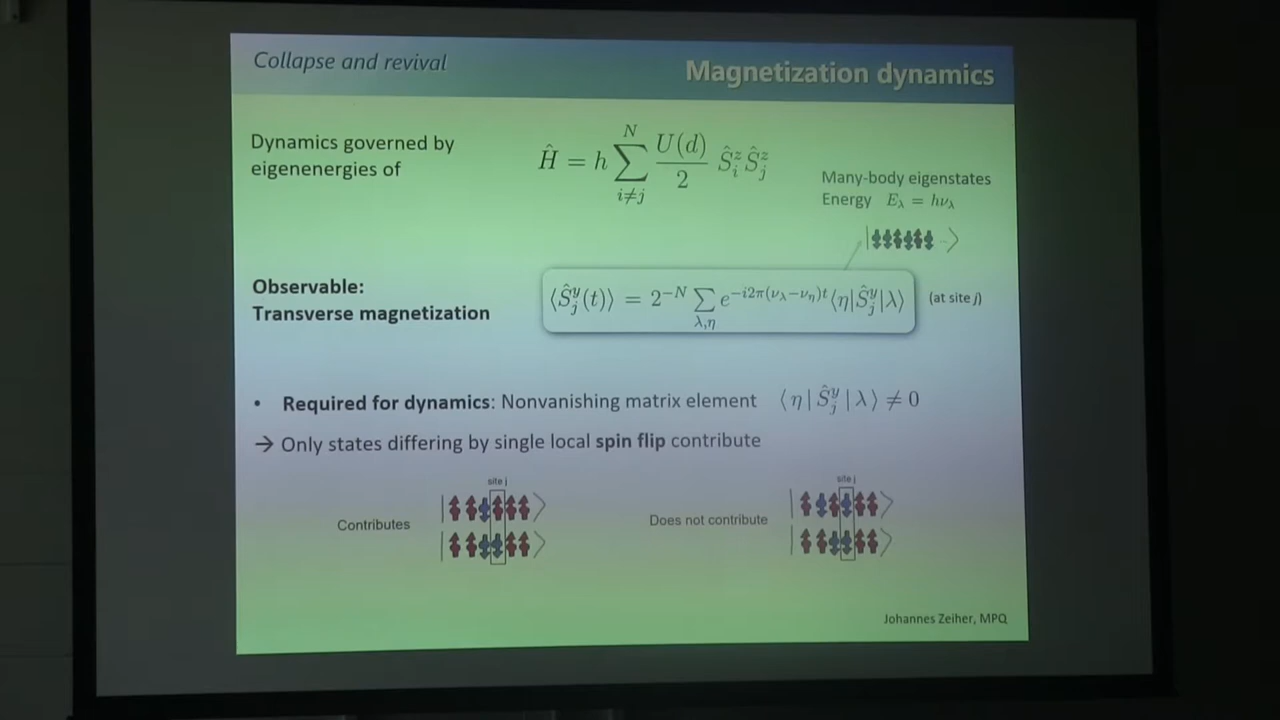 Collapse and revival
Magnetization dynamics
Dynamics governed by
eigenenergies of
Ĥ = h ∑_{i≠j}^{N} U(d)/2 Ŝ_i^z Ŝ_j^z
Many-body eigenstates
Energy E_λ = hν_λ
Observable:
Transverse magnetization
⟨Ŝ_j^y(t)⟩ = 2^{-N} ∑_{λ,η} e^{-i2π(ν_λ-ν_η)t} ⟨η|Ŝ_j^y|λ⟩
(at site j)
• Required for dynamics: Nonvanishing matrix element ⟨η|Ŝ_j^y|λ⟩ ≠ 0
→ Only states differing by single local spin flip contribute
site j
Contributes
site j
Does not contribute
Johannes Zeiher, MPQ